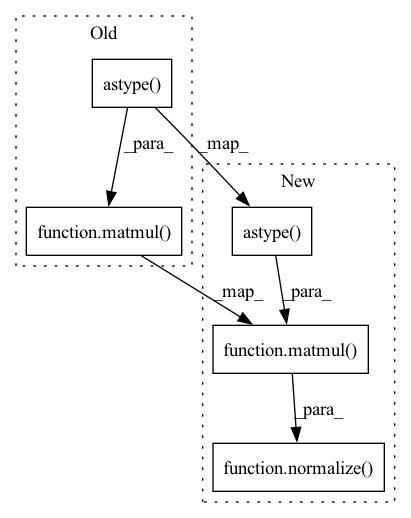 Old
astype()
_para_
_map_
New
function.matmul()
astype()
_map_
_para_
function.matmul()
_para_
function.normalize()